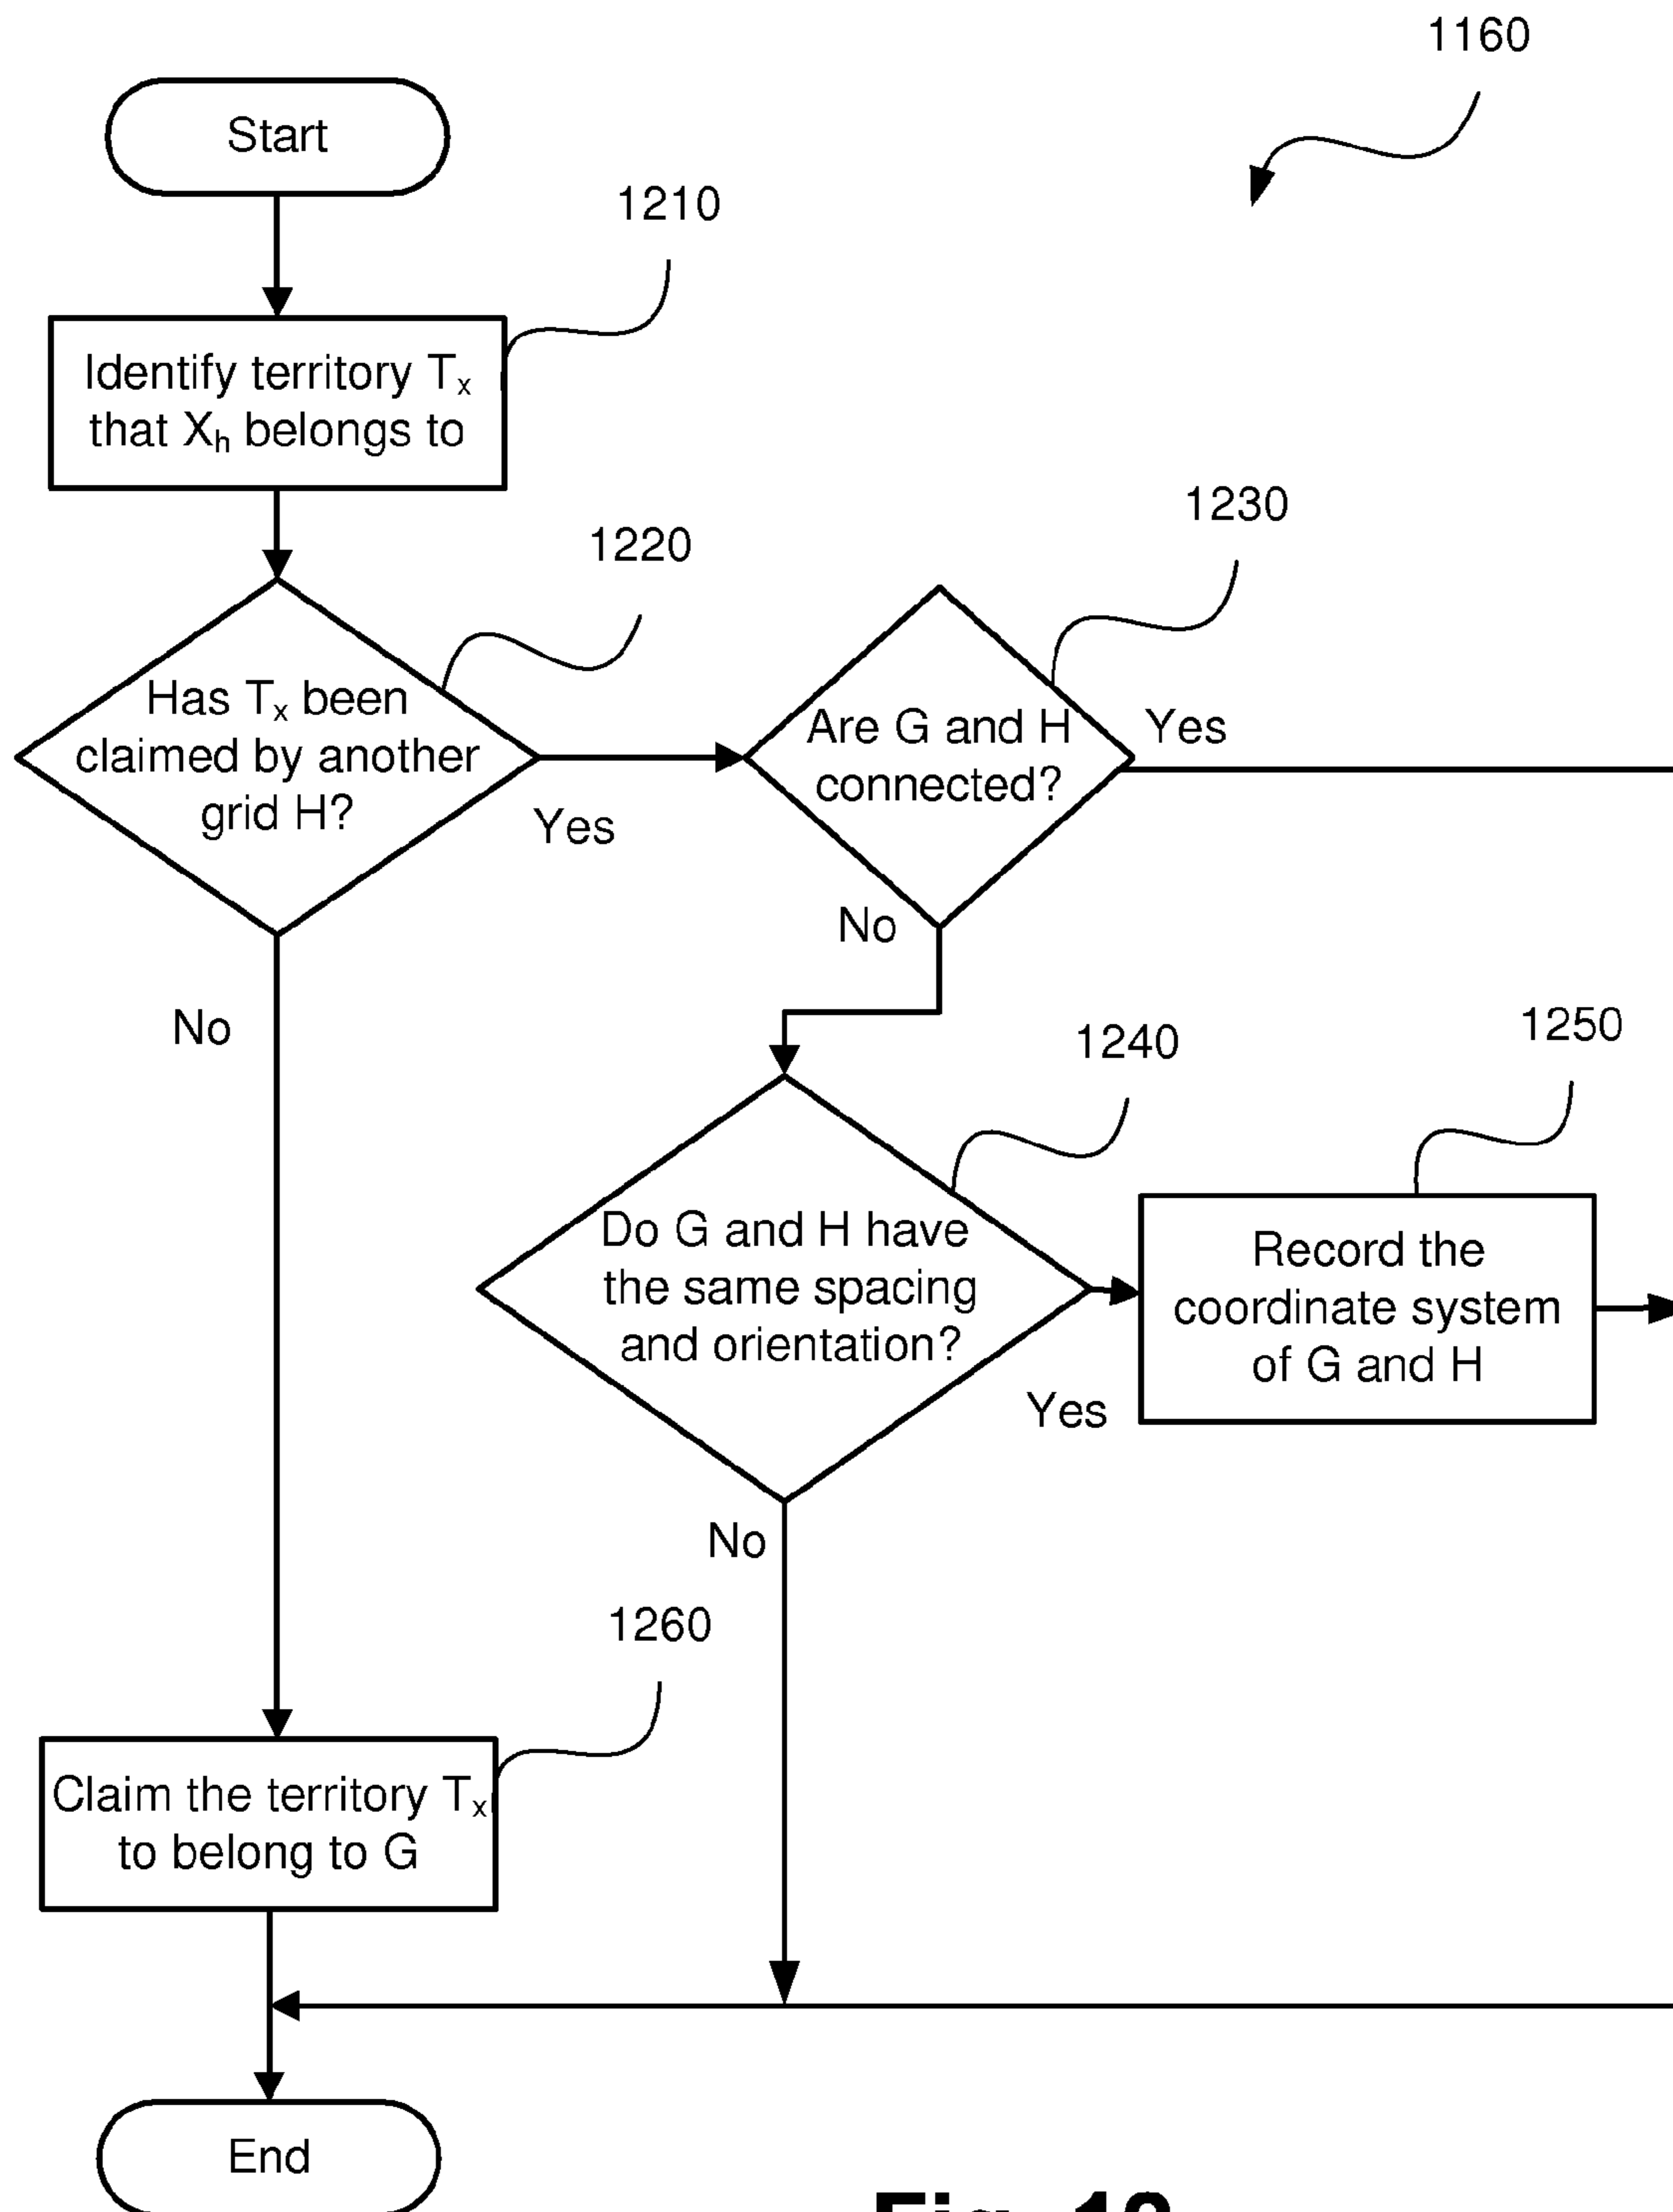 1160
Start
1210
Identify territory Tx
that Xh belongs to
1220
1230
Has Tx been
claimed by another
grid H?
Are G and H
connected?
Yes
Yes
No
No
1240
1250
Do G and H have
the same spacing
and orientation?
Record the
coordinate system
of G and H
Yes
No
1260
Claim the territory Tx
to belong to G
End